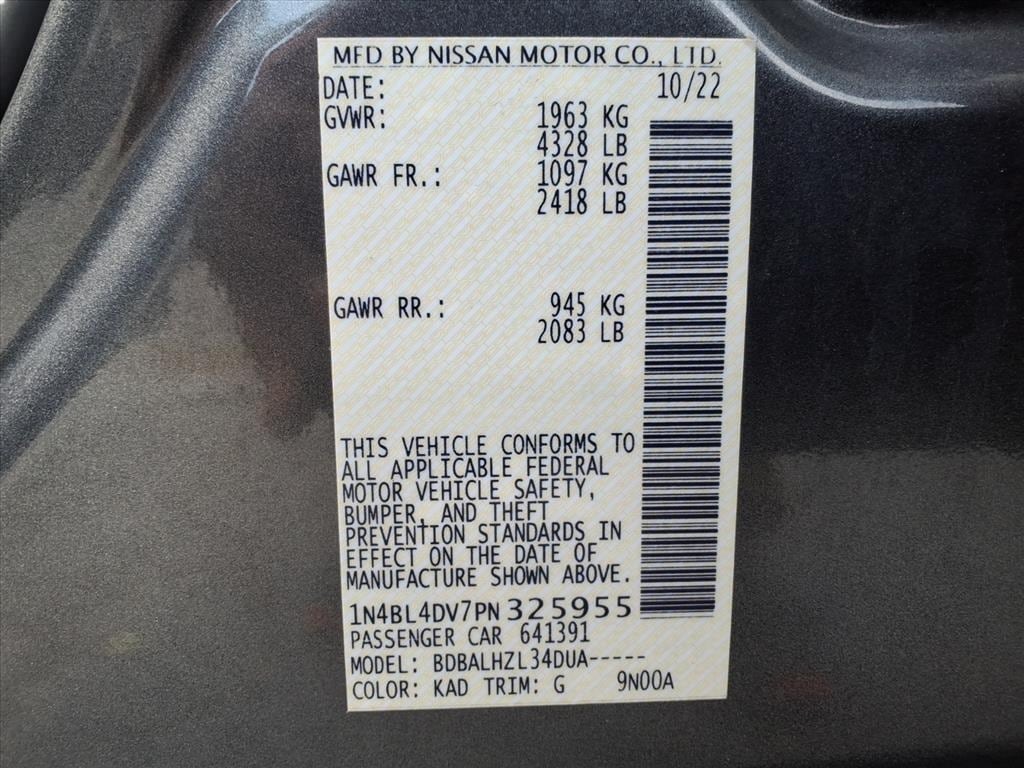 MFD BY NISSAN MOTOR CO., LTD.
DATE: 10/22
GVWR: 1963 KG
4328 LB
GAWR FR.: 1097 KG
2418 LB
GAWR RR.: 945 KG
2083 LB
THIS VEHICLE CONFORMS TO
ALL APPLICABLE FEDERAL
MOTOR VEHICLE SAFETY,
BUMPER, AND THEFT
PREVENTION STANDARDS IN
EFFECT ON THE DATE OF
MANUFACTURE SHOWN ABOVE.
1N4BL4DV7PN325955
PASSENGER CAR 641391
MODEL: BDBALHZL34DUA-----
COLOR: KAD TRIM: G 9N00A